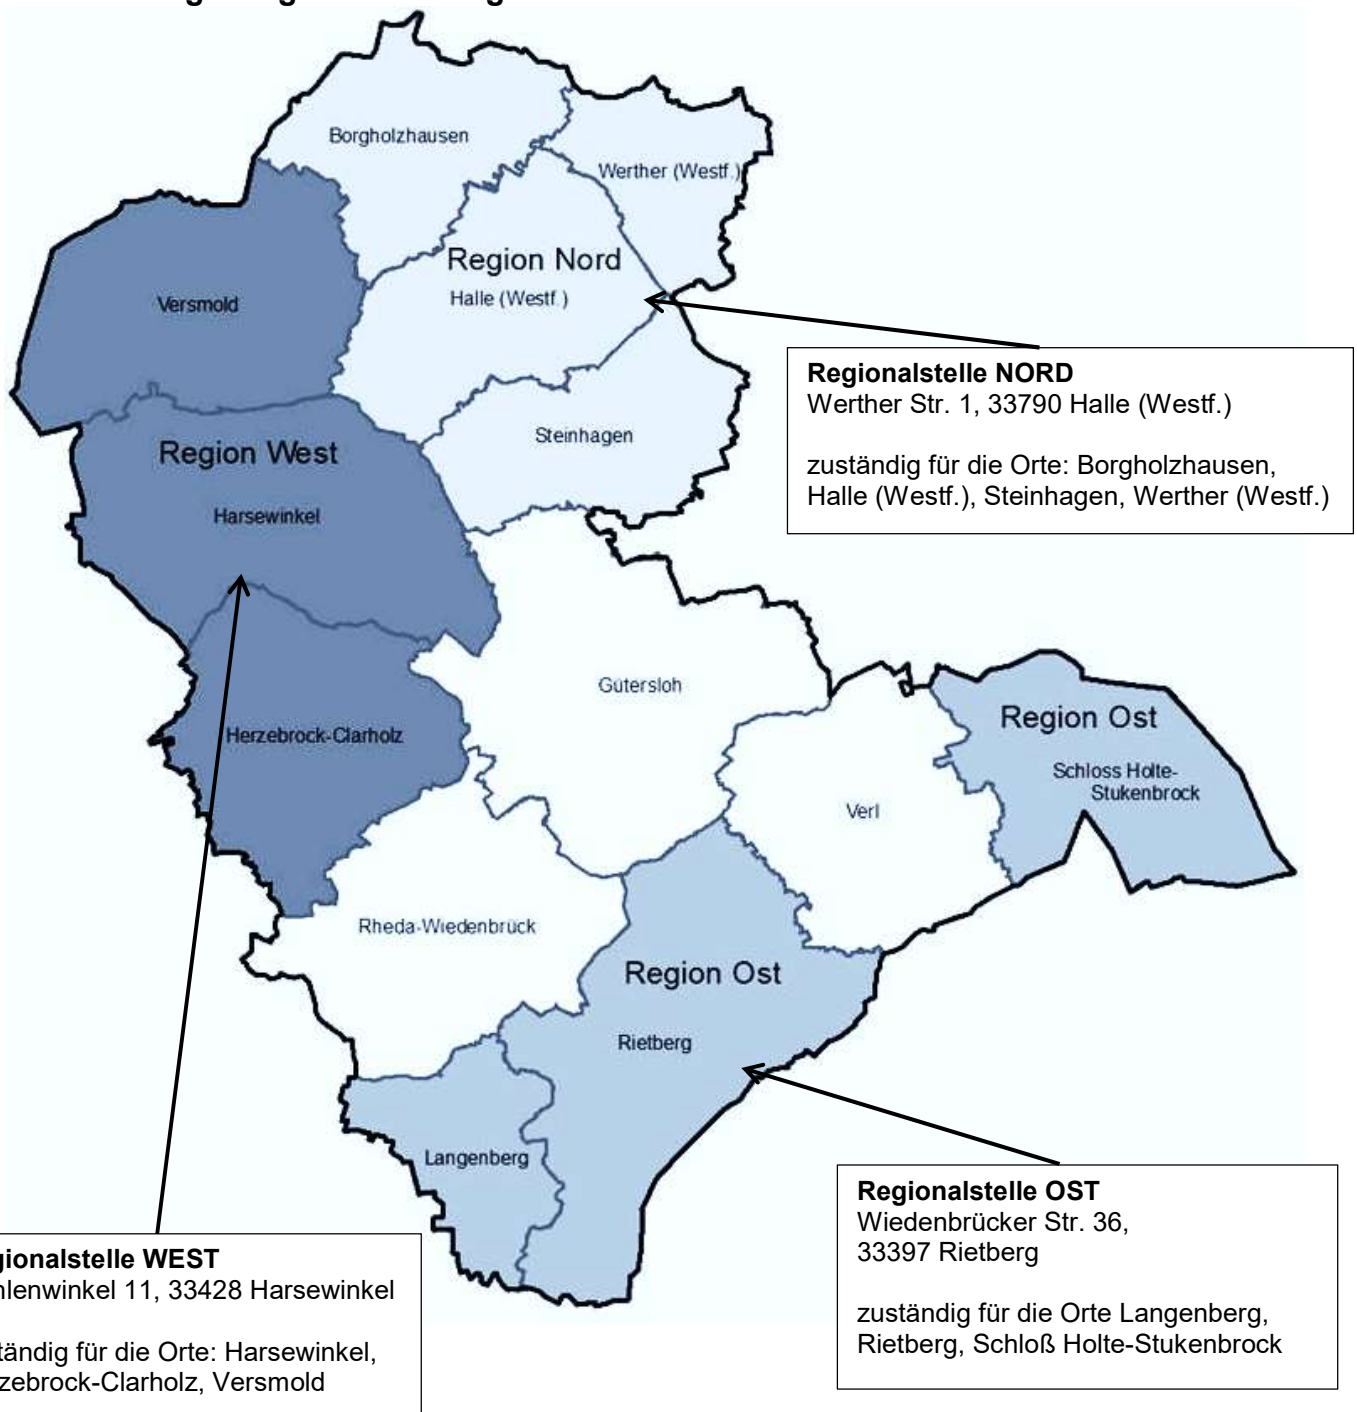 Borgholzhausen
Werther (Westf.)
Region Nord
Halle (Westf.)
Versmold
Regionalstelle NORD
Werther Str. 1, 33790 Halle (Westf.)
zuständig für die Orte: Borgholzhausen,
Halle (Westf.), Steinhagen, Werther (Westf.)
Steinhagen
Region West
Harsewinkel
Gütersloh
Region Ost
Schloss Holte-
Stukenbrock
Herzebrock-Clarholz
Verl
Rheda-Wiedenbrück
Region Ost
Rietberg
Langenberg
Regionalstelle OST
Wiedenbrücker Str. 36,
33397 Rietberg
zuständig für die Orte Langenberg,
Rietberg, Schloß Holte-Stukenbrock
gionalstelle WEST
hlenwinkel 11, 33428 Harsewinkel
tändig für die Orte: Harsewinkel,
zebrock-Clarholz, Versmold